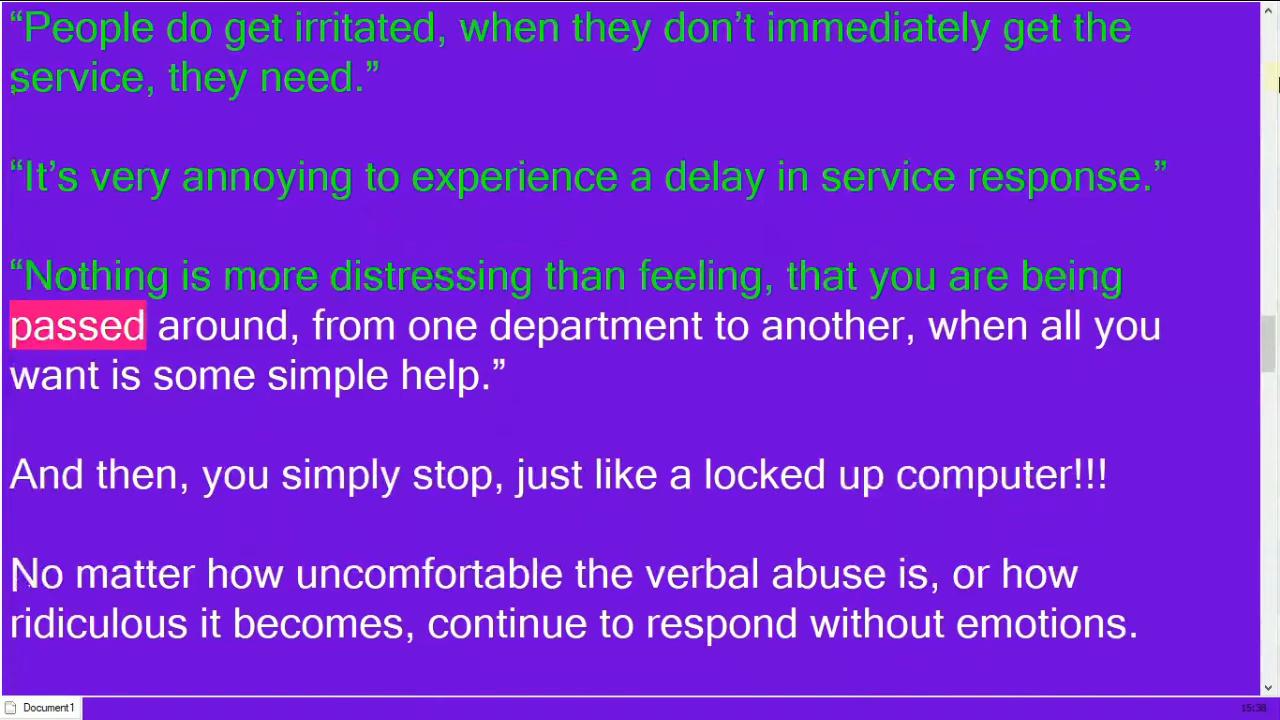 “People do get irritated, when they don’t immediately get the
service, they need.”
“It’s very annoying to experience a delay in service response.”
“Nothing is more distressing than feeling, that you are being
passed around, from one department to another, when all you
want is some simple help.”
And then, you simply stop, just like a locked up computer!!!
No matter how uncomfortable the verbal abuse is, or how
ridiculous it becomes, continue to respond without emotions.
Document1
15:38